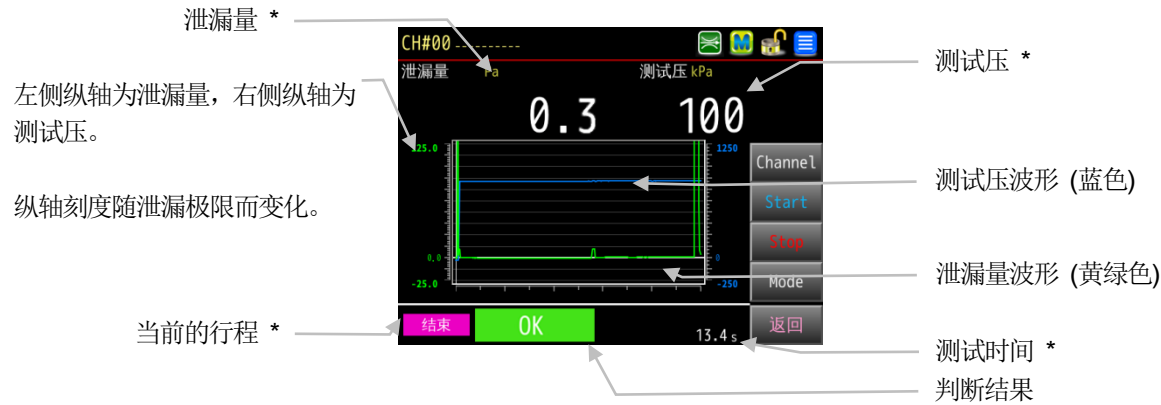 泄漏量 *
CH#00 ----------
M
泄漏量 Pa 测试压 kPa
测试压 *
左侧纵轴为泄漏量，右侧纵轴为
测试压。
0.3 100
125.0 1250
Channel
测试压波形 (蓝色)
纵轴刻度随泄漏极限而变化。
Start
Stop
0.0 0
泄漏量波形 (黄绿色)
-25.0 -250
Mode
当前的行程 *
结束 OK 13.4 s 返回
测试时间 *
判断结果